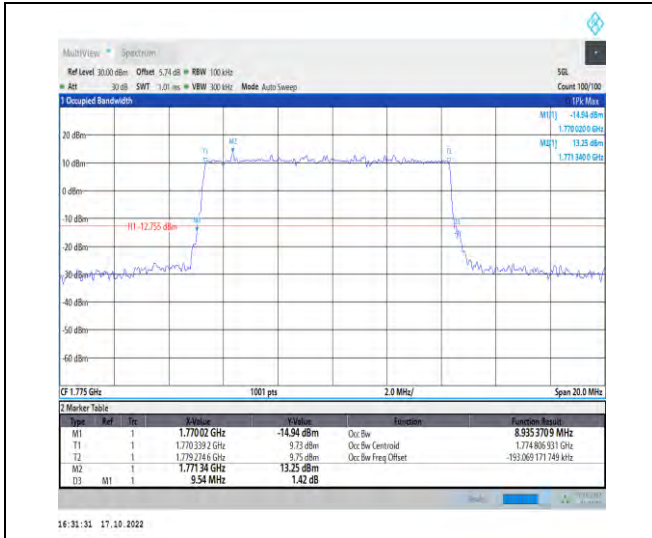 MultiView Spectrum
Ref Level 30.00 dBm Offset 5.74 dB RBW 100 kHz SGL
Att 30 dB SWT 1.01 ms VBW 300 kHz Mode Auto Sweep Count 100/100
1 Occupied Bandwidth 1Pk Max
M1[1] -14.94 dBm
1.770 020 0 GHz
M2[1] 13.25 dBm
1.771 340 0 GHz
20 dBm
M2
T1
10 dBm
0 dBm
-10 dBm
H1 -12.755 dBm
-20 dBm
-30 dBm
-40 dBm
-50 dBm
-60 dBm
CF 1.775 GHz 1001 pts 2.0 MHz/ Span 20.0 MHz
2 Marker Table
Type Ref Trc X-Value Y-Value Function Function Result
M1 1 1.770 02 GHz -14.94 dBm Occ Bw 8.935 370 9 MHz
T1 1 1.770 339 2 GHz 9.73 dBm Occ Bw Centroid 1.774 806 931 GHz
T2 1 1.779 274 6 GHz 9.75 dBm Occ Bw Freq Offset -193.069 171 749 kHz
M2 1 1.771 34 GHz 13.25 dBm
D3 M1 1 9.54 MHz 1.42 dB
16:31:31 17.10.2022